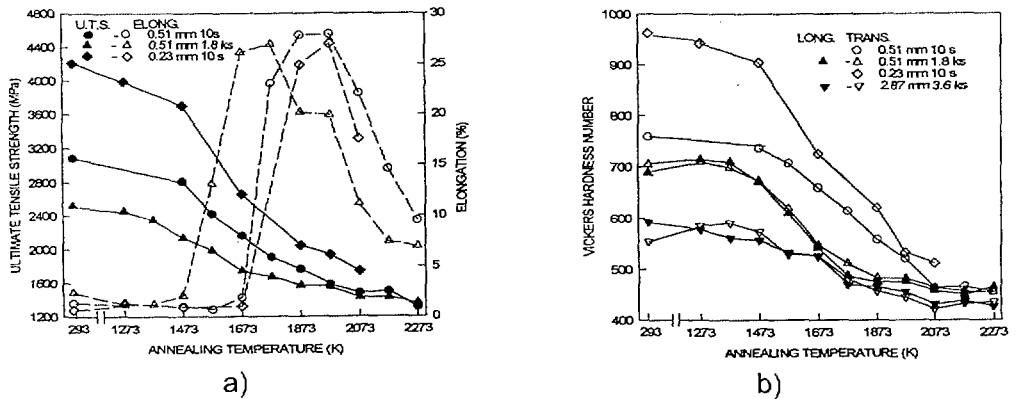 U.T.S. ELONG.
0.51 mm 10s
0.51 mm 1.8 ks
0.23 mm 10s
ULTIMATE TENSILE STRENGTH (MPa)
4800
4400
4000
3600
3200
2800
2400
2000
1600
1200
30
25
20
15
10
5
0
ELONGATION (%)
293 1273 1473 1673 1873 2073 2273
ANNEALING TEMPERATURE (K)
a)
LONG. TRANS.
0.51 mm 10 s
0.51 mm 1.8 ks
0.23 mm 10 s
2.87 mm 3.6 ks
VICKERS HARDNESS NUMBER
1000
900
800
700
600
500
400
293 1273 1473 1673 1873 2073 2273
ANNEALING TEMPERATURE (K)
b)